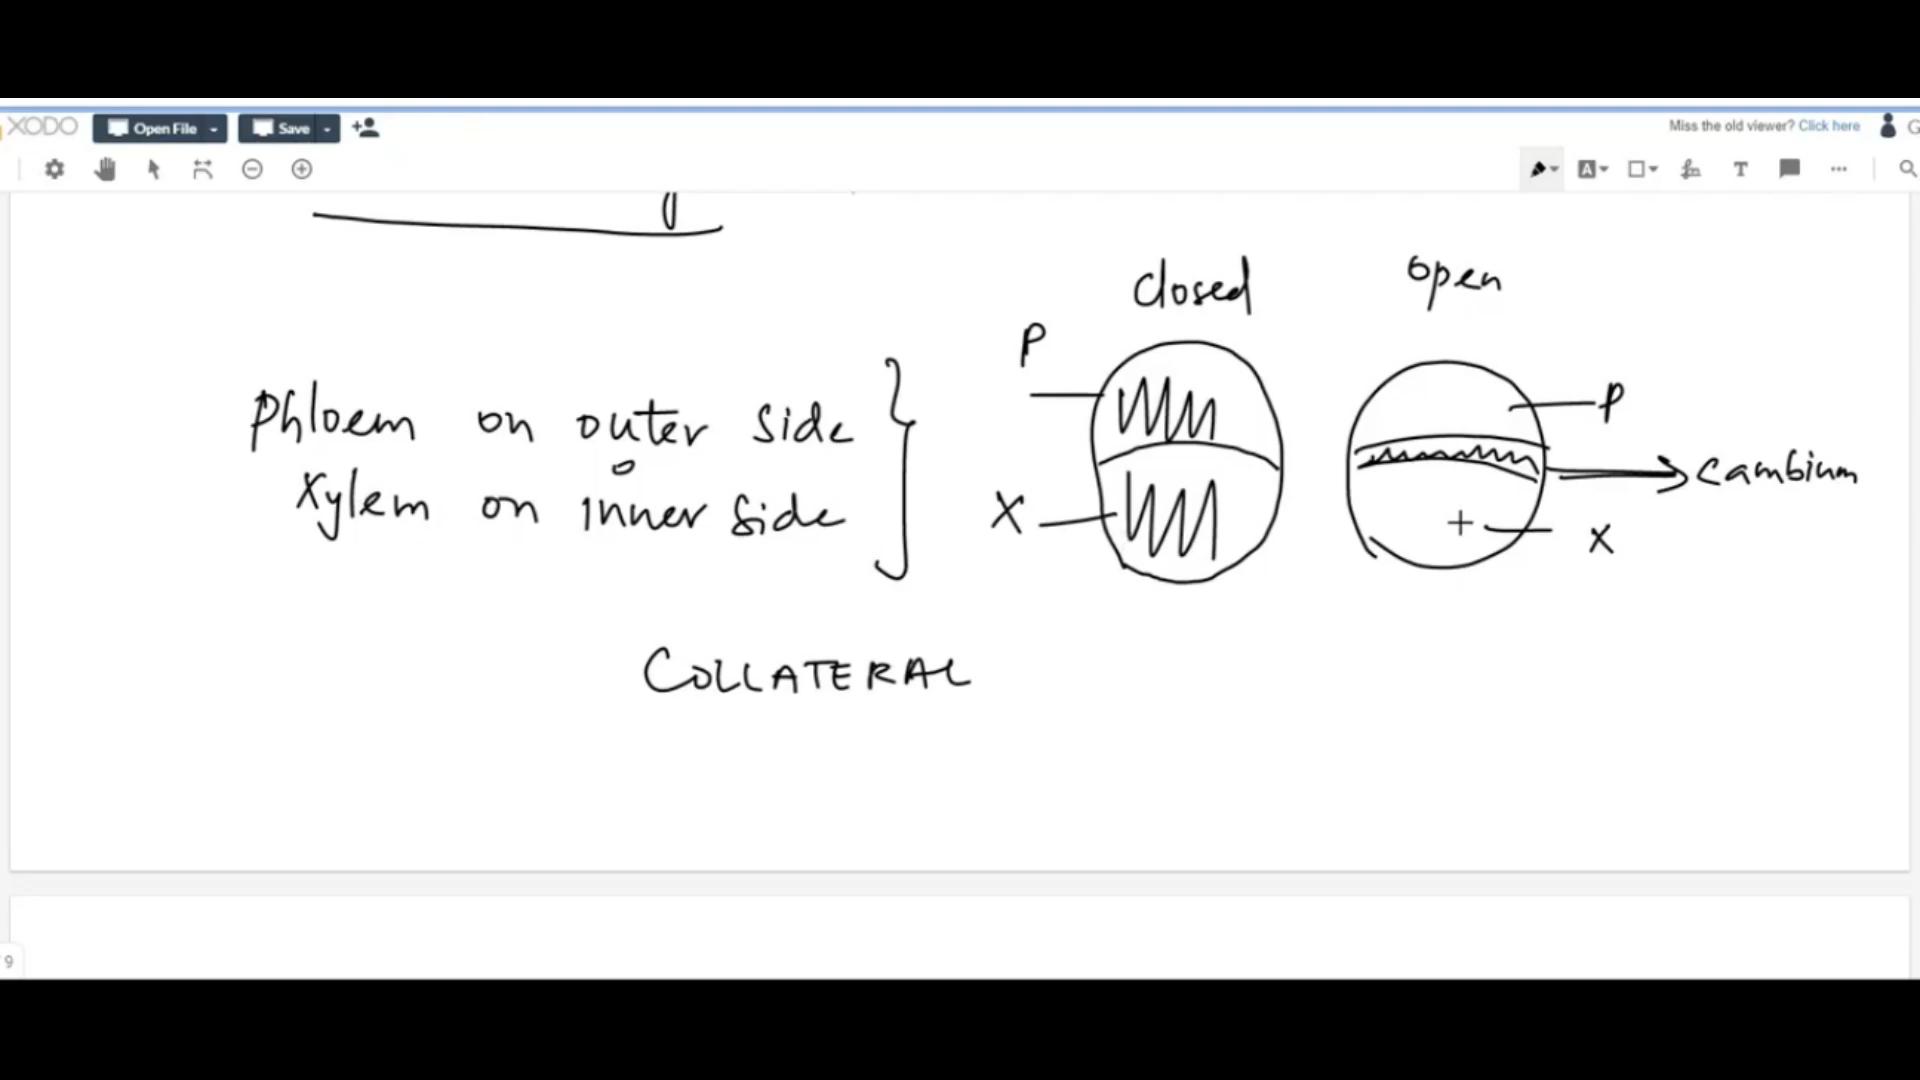 XODO Open File Save Miss the old viewer? Click here G
A T
closed open
P
Phloem on outer side P
Xylem on inner side X cambium
X
COLLATERAL
9